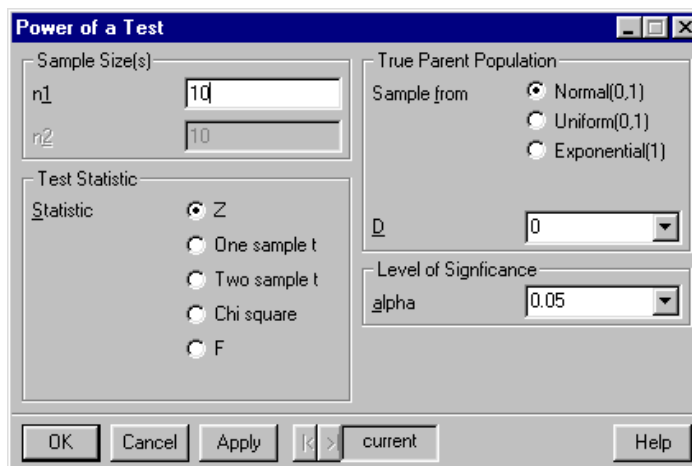 Power of a Test
Sample Size(s)
n1
10
n2
10
Test Statistic
Statistic
Z
One sample t
Two sample t
Chi square
F
True Parent Population
Sample from
Normal(0,1)
Uniform(0,1)
Exponential(1)
D
0
Level of Signficance
alpha
0.05
OK
Cancel
Apply
current
Help